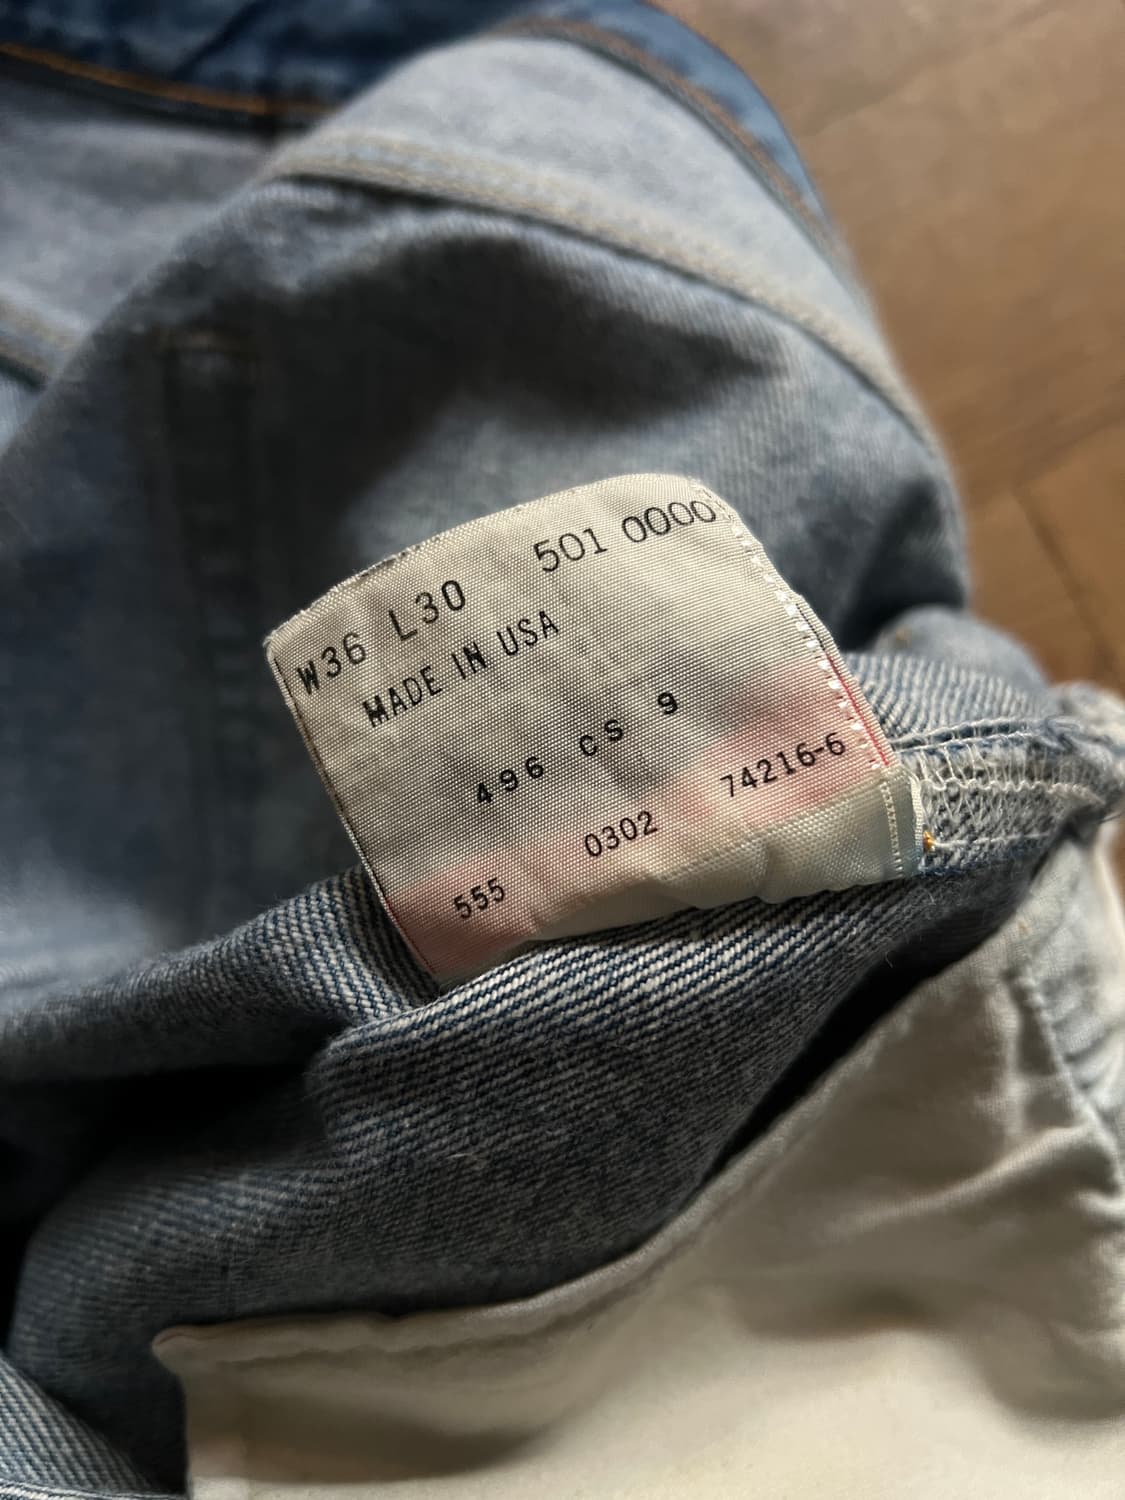 W36 L30 501 0000
MADE IN USA
496 CS 9
555 0302 74216-6